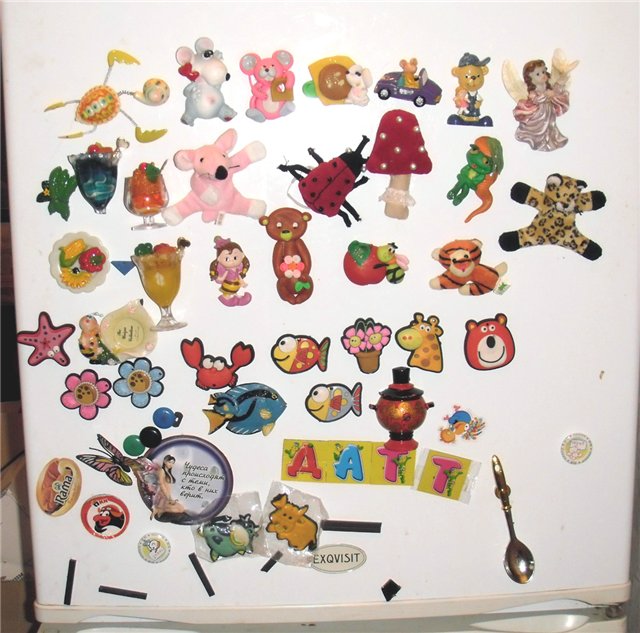 Чудеса
происходят
с теми,
кто в них
верит.
ДАТТ
Rama
EXQVISIT